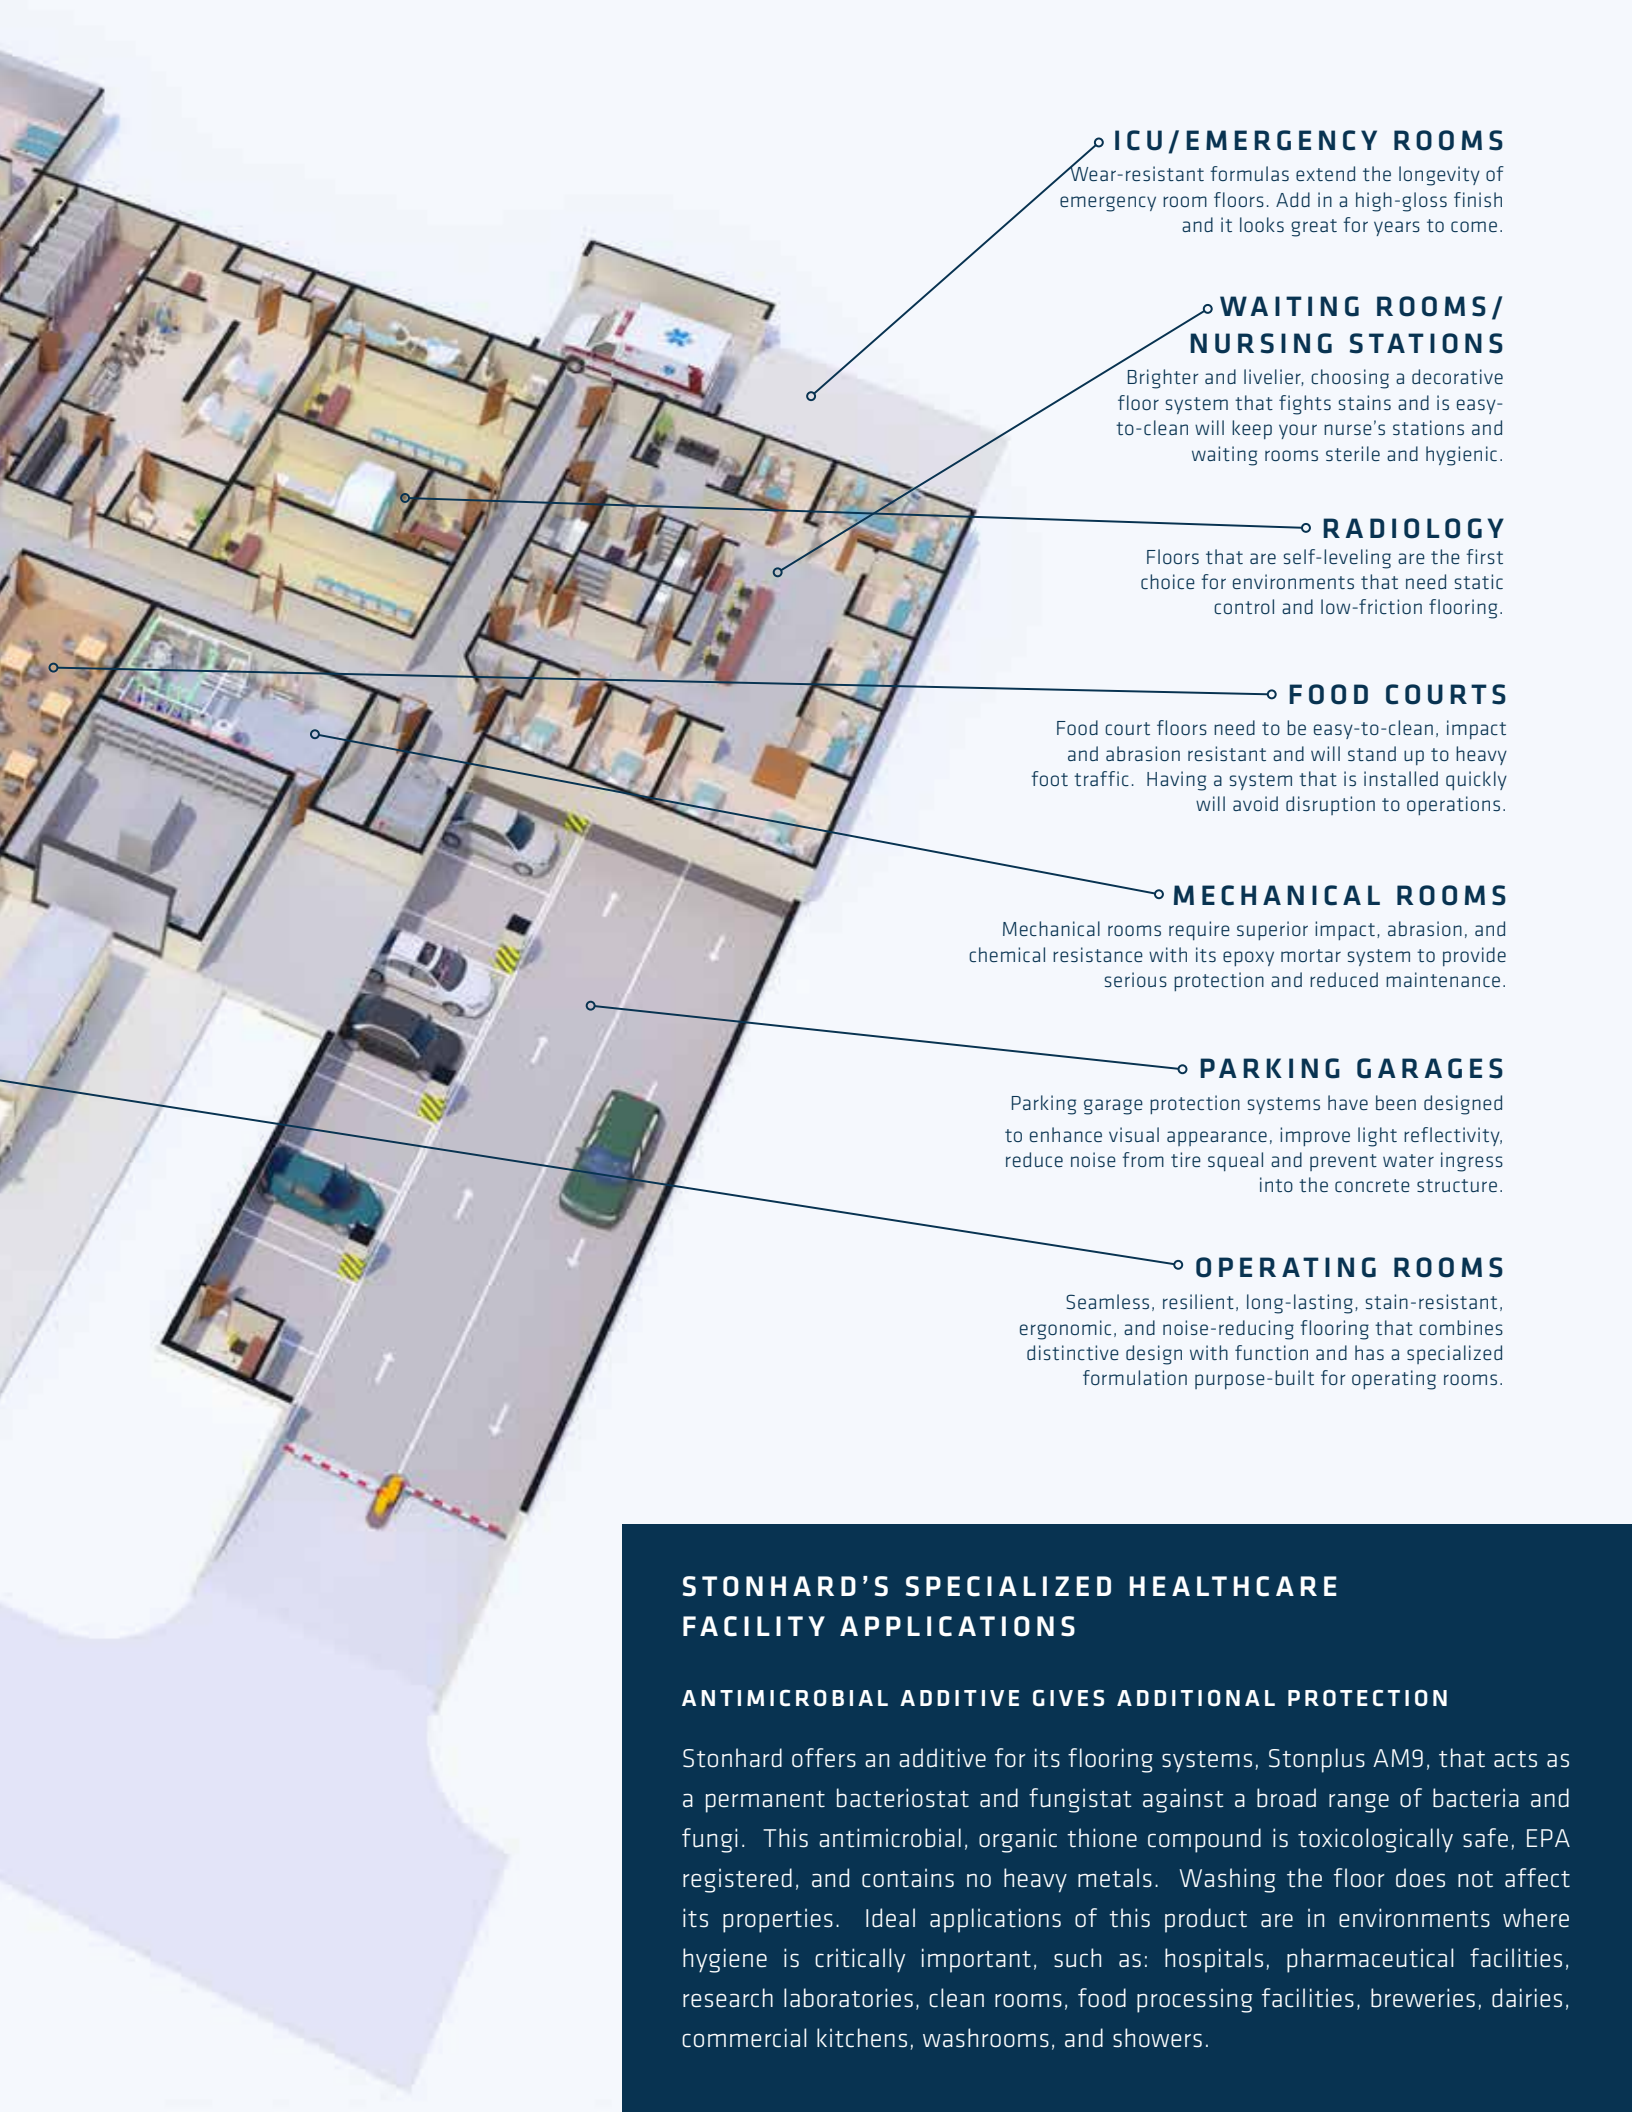 ICU/EMERGENCY ROOMS
Wear-resistant formulas extend the longevity of
emergency room floors. Add in a high-gloss finish
and it looks great for years to come.
WAITING ROOMS/
NURSING STATIONS
Brighter and livelier, choosing a decorative
floor system that fights stains and is easy-
to-clean will keep your nurse's stations and
waiting rooms sterile and hygienic.
RADIOLOGY
Floors that are self-leveling are the first
choice for environments that need static
control and low-friction flooring.
FOOD COURTS
Food court floors need to be easy-to-clean, impact
and abrasion resistant and will stand up to heavy
foot traffic.  Having a system that is installed quickly
will avoid disruption to operations.
MECHANICAL ROOMS
Mechanical rooms require superior impact, abrasion, and
chemical resistance with its epoxy mortar system to provide
serious protection and reduced maintenance.
PARKING GARAGES
Parking garage protection systems have been designed
to enhance visual appearance, improve light reflectivity,
reduce noise from tire squeal and prevent water ingress
into the concrete structure.
OPERATING ROOMS
Seamless, resilient, long-lasting, stain-resistant,
ergonomic, and noise-reducing flooring that combines
distinctive design with function and has a specialized
formulation purpose-built for operating rooms.
STONHARD'S SPECIALIZED HEALTHCARE
FACILITY APPLICATIONS
ANTIMICROBIAL ADDITIVE GIVES ADDITIONAL PROTECTION
Stonhard offers an additive for its flooring systems, Stonplus AM9, that acts as
a permanent bacteriostat and fungistat against a broad range of bacteria and
fungi.  This antimicrobial, organic thione compound is toxicologically safe, EPA
registered, and contains no heavy metals.  Washing the floor does not affect
its properties.  Ideal applications of this product are in environments where
hygiene is critically important, such as: hospitals, pharmaceutical facilities,
research laboratories, clean rooms, food processing facilities, breweries, dairies,
commercial kitchens, washrooms, and showers.